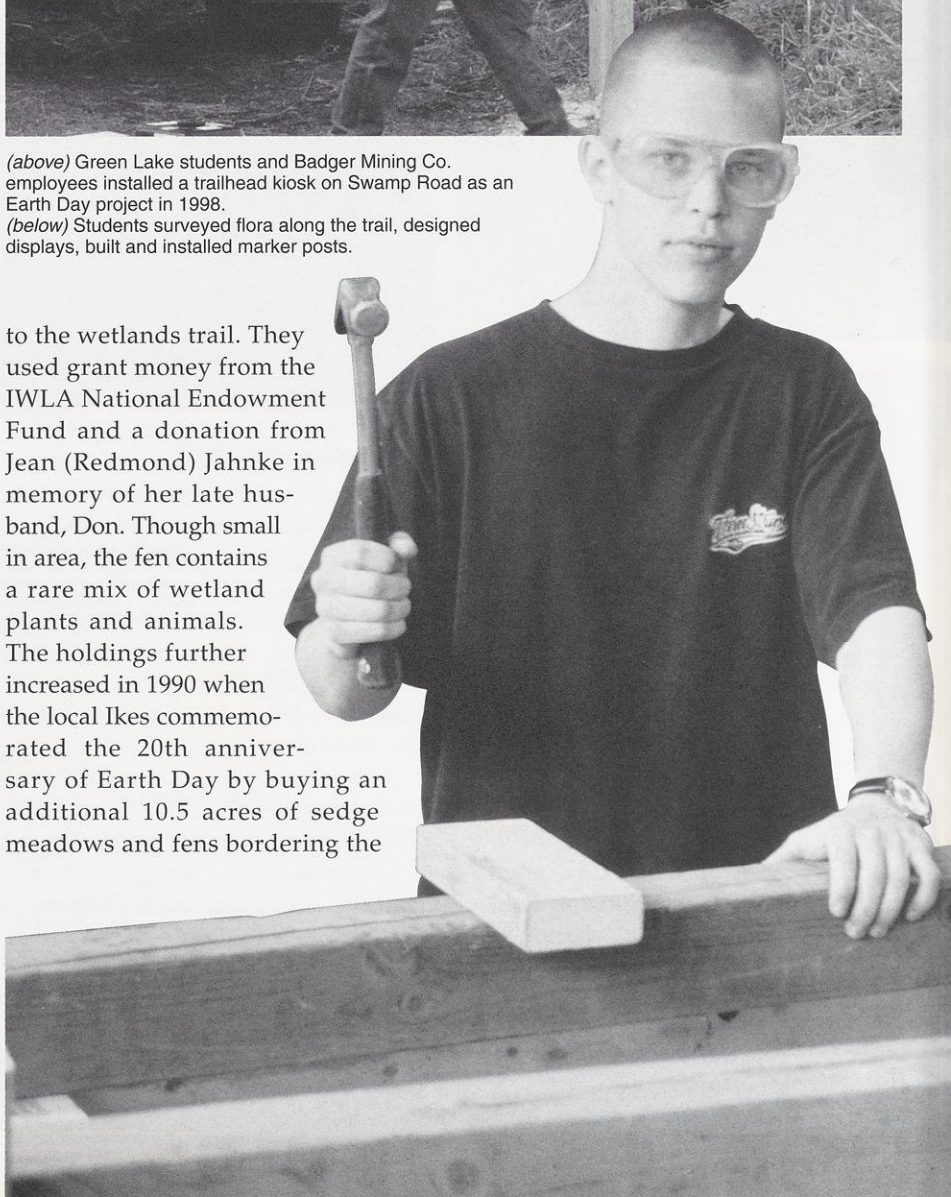 (above) Green Lake students and Badger Mining Co.
employees installed a trailhead kiosk on Swamp Road as an
Earth Day project in 1998.
(below) Students surveyed flora along the trail, designed
displays, built and installed marker posts.
to the wetlands trail. They
used grant money from the
IWLA National Endowment
Fund and a donation from
Jean (Redmond) Jahnke in
memory of her late hus-
band, Don. Though small
in area, the fen contains
a rare mix of wetland
plants and animals.
The holdings further
increased in 1990 when
the local Ikes commemo-
rated the 20th anniver-
sary of Earth Day by buying an
additional 10.5 acres of sedge
meadows and fens bordering the